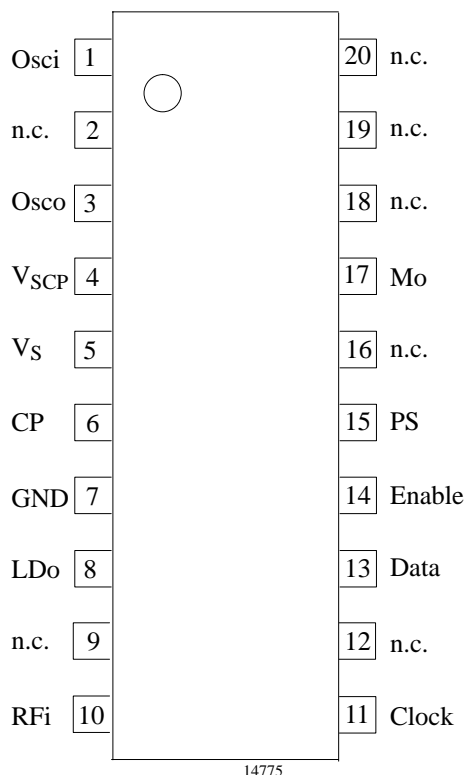 Osci 1 20 n.c.
n.c. 2 19 n.c.
Osco 3 18 n.c.
VSCP 4 17 Mo
VS 5 16 n.c.
CP 6 15 PS
GND 7 14 Enable
LDo 8 13 Data
n.c. 9 12 n.c.
RFi 10 11 Clock
14775